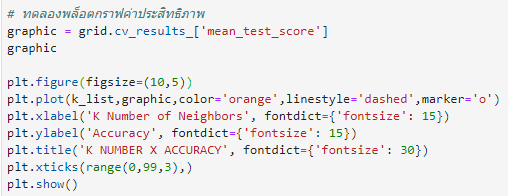 # ทดลองพล็อตกราฟค่าประสิทธิภาพ
graphic = grid.cv_results_['mean_test_score']
graphic
plt.figure(figsize=(10,5))
plt.plot(k_list,graphic,color='orange',linestyle='dashed',marker='o')
plt.xlabel('K Number of Neighbors', fontdict={'fontsize': 15})
plt.ylabel('Accuracy', fontdict={'fontsize': 15})
plt.title('K NUMBER X ACCURACY', fontdict={'fontsize': 30})
plt.xticks(range(0,99,3),)
plt.show()